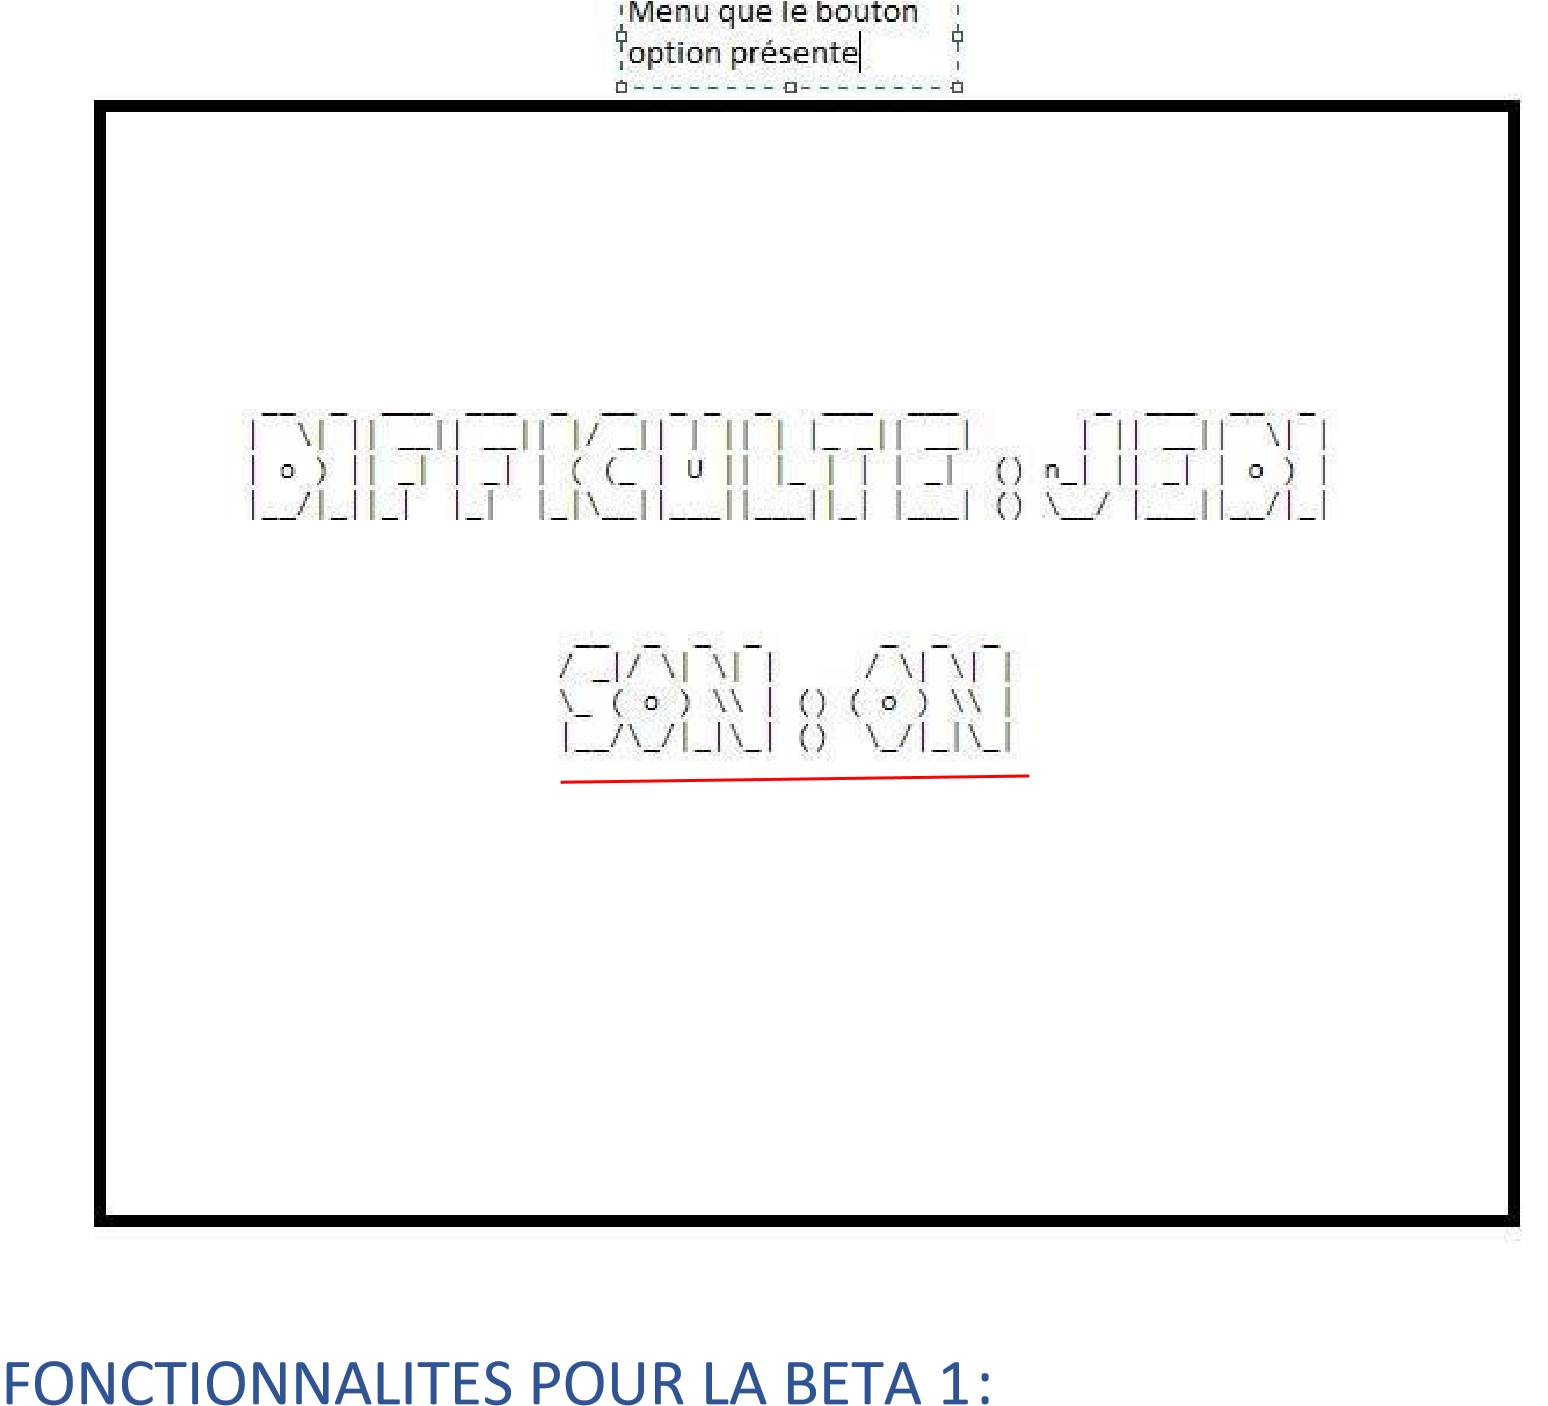 Menu que le bouton
option présente
DIFFICULTE:JEDI
SON:ON
FONCTIONNALITES POUR LA BETA 1: